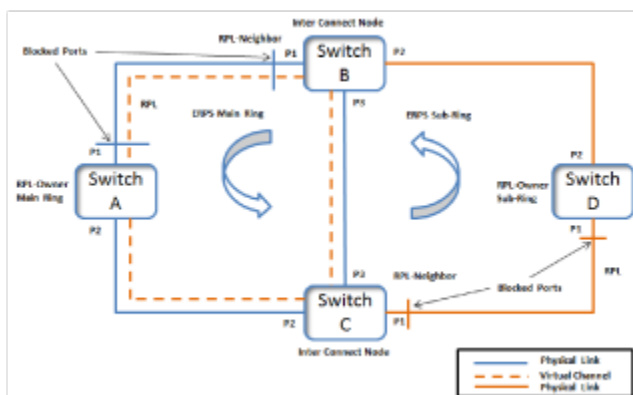 Inter Connect Node
RPL-Neighbor
P1
Switch
B
P2
Blocked Ports
RPL
P3
ERPS Main Ring
ERPS Sub-Ring
P1
P2
RPL-Owner
Main Ring
Switch
A
RPL-Owner
Sub-Ring
Switch
D
P2
P1
P3
RPL-Neighbor
RPL
Blocked Ports
P2
Switch
C
P1
Inter Connect Node
Physical Link
Virtual Channel
Physical Link